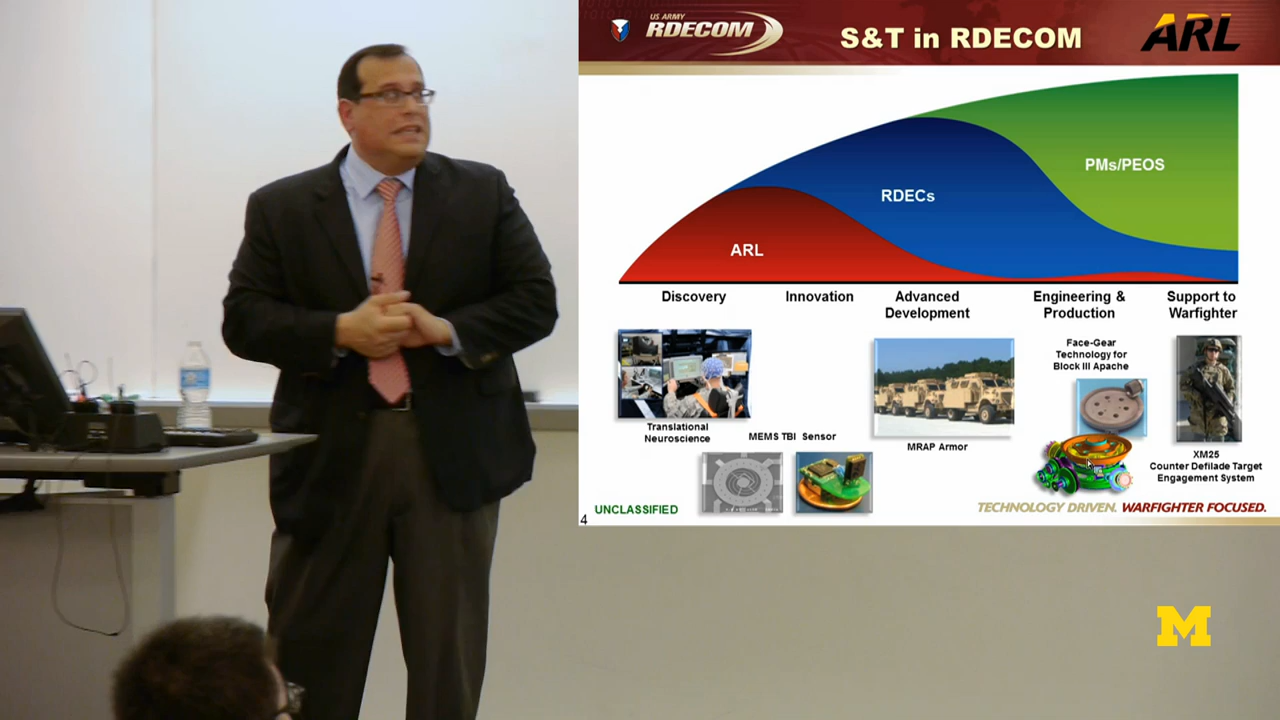 US ARMY
RDECOM
S&T in RDECOM
ARL
PMs/PEOS
RDECs
ARL
Discovery
Innovation
Advanced
Development
Engineering &
Production
Support to
Warfighter
Face-Gear
Technology for
Block III Apache
Translational
Neuroscience
MEMS TBI Sensor
MRAP Armor
XM25
Counter Defilade Target
Engagement System
UNCLASSIFIED
TECHNOLOGY DRIVEN. WARFIGHTER FOCUSED.
4
M